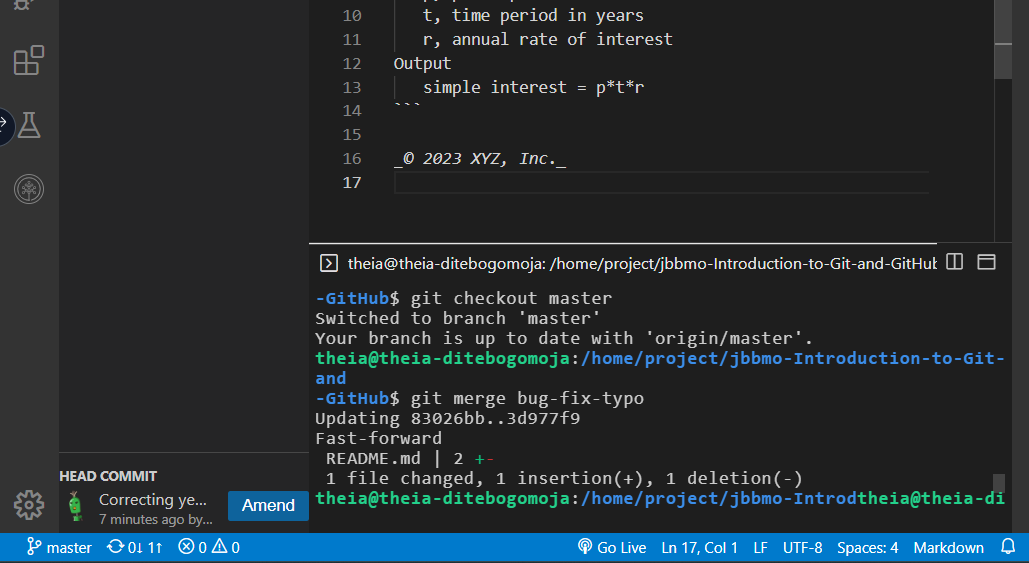 10    t, time period in years
11    r, annual rate of interest
12 Output
13    simple interest = p*t*r
14 ```
15
16 _© 2023 XYZ, Inc._
17
theia@theia-ditebogomoja: /home/project/jbbmo-Introduction-to-Git-and-GitHub
-GitHub$ git checkout master
Switched to branch 'master'
Your branch is up to date with 'origin/master'.
theia@theia-ditebogomoja:/home/project/jbbmo-Introduction-to-Git-
and
-GitHub$ git merge bug-fix-typo
Updating 83026bb..3d977f9
Fast-forward
 README.md | 2 +-
 1 file changed, 1 insertion(+), 1 deletion(-)
theia@theia-ditebogomoja:/home/project/jbbmo-Introdtheia@theia-di
HEAD COMMIT
Correcting ye...
7 minutes ago by...
Amend
master 0↓ 1↑ 0 0 Go Live Ln 17, Col 1 LF UTF-8 Spaces: 4 Markdown